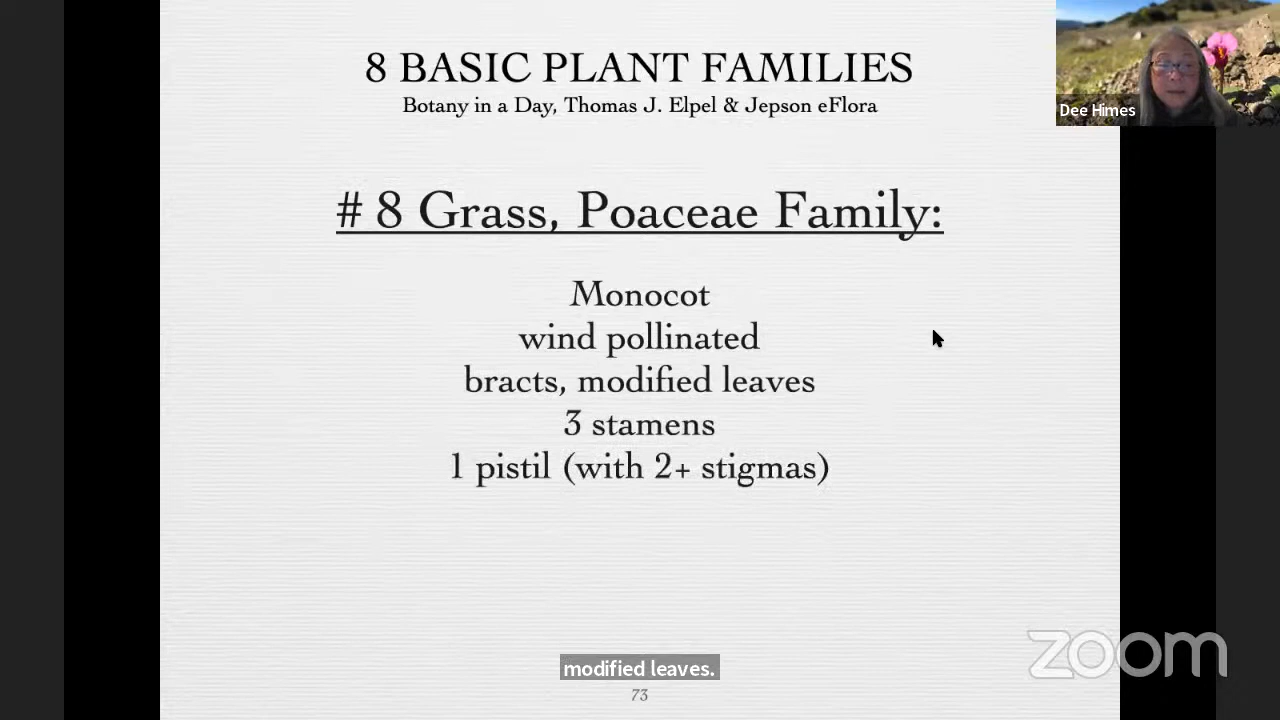 8 BASIC PLANT FAMILIES
Botany in a Day, Thomas J. Elpel & Jepson eFlora
Dee Himes
# 8 Grass, Poaceae Family:
Monocot
wind pollinated
bracts, modified leaves
3 stamens
1 pistil (with 2+ stigmas)
zoom
modified leaves.
73